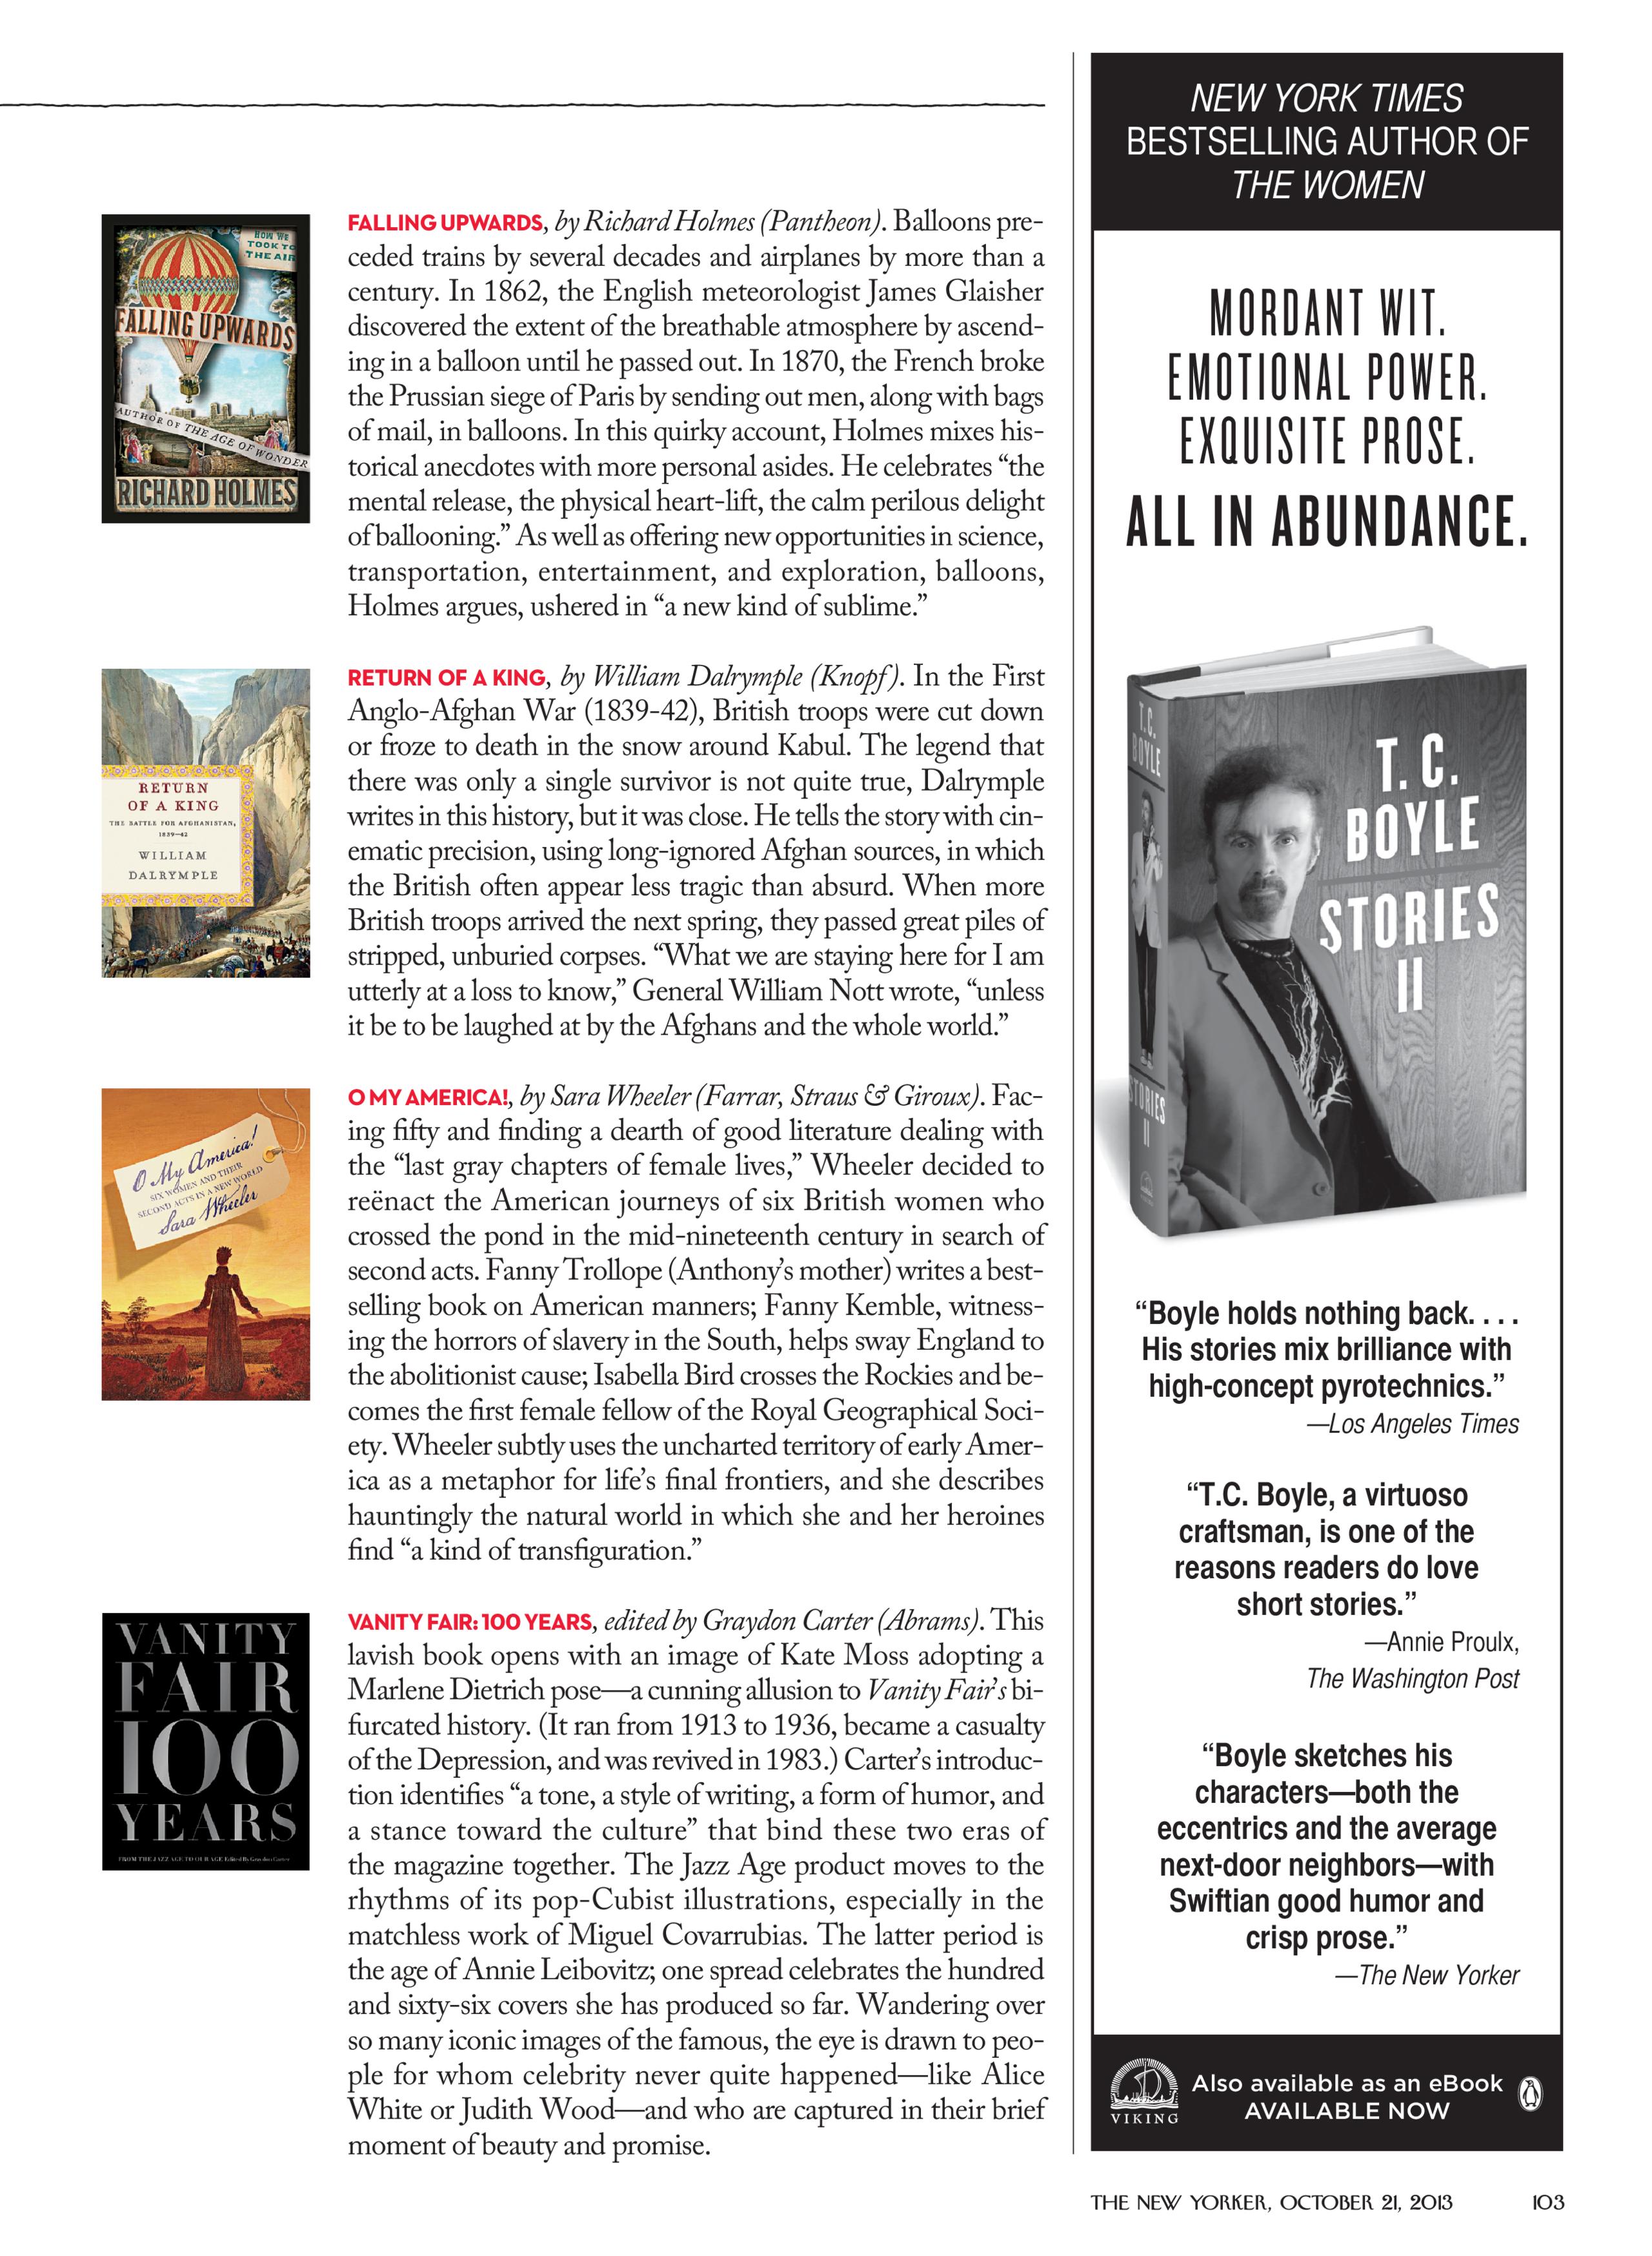 HOW WE
TOOK TO
THE AIR
FALLING UPWARDS
AUTHOR OF THE AGE OF WONDER
RICHARD HOLMES
FALLING UPWARDS, by Richard Holmes (Pantheon). Balloons pre-
ceded trains by several decades and airplanes by more than a
century. In 1862, the English meteorologist James Glaisher
discovered the extent of the breathable atmosphere by ascend-
ing in a balloon until he passed out. In 1870, the French broke
the Prussian siege of Paris by sending out men, along with bags
of mail, in balloons. In this quirky account, Holmes mixes his-
torical anecdotes with more personal asides. He celebrates “the
mental release, the physical heart-lift, the calm perilous delight
of ballooning.” As well as offering new opportunities in science,
transportation, entertainment, and exploration, balloons,
Holmes argues, ushered in “a new kind of sublime.”
RETURN
OF A KING
THE BATTLE FOR AFGHANISTAN,
1839–42
WILLIAM
DALRYMPLE
RETURN OF A KING, by William Dalrymple (Knopf). In the First
Anglo-Afghan War (1839-42), British troops were cut down
or froze to death in the snow around Kabul. The legend that
there was only a single survivor is not quite true, Dalrymple
writes in this history, but it was close. He tells the story with cin-
ematic precision, using long-ignored Afghan sources, in which
the British often appear less tragic than absurd. When more
British troops arrived the next spring, they passed great piles of
stripped, unburied corpses. “What we are staying here for I am
utterly at a loss to know,” General William Nott wrote, “unless
it be to be laughed at by the Afghans and the whole world.”
O My America!
SIX WOMEN AND THEIR
SECOND ACTS IN A NEW WORLD
Sara Wheeler
O MY AMERICA!, by Sara Wheeler (Farrar, Straus & Giroux). Fac-
ing fifty and finding a dearth of good literature dealing with
the “last gray chapters of female lives,” Wheeler decided to
reënact the American journeys of six British women who
crossed the pond in the mid-nineteenth century in search of
second acts. Fanny Trollope (Anthony’s mother) writes a best-
selling book on American manners; Fanny Kemble, witness-
ing the horrors of slavery in the South, helps sway England to
the abolitionist cause; Isabella Bird crosses the Rockies and be-
comes the first female fellow of the Royal Geographical Soci-
ety. Wheeler subtly uses the uncharted territory of early Amer-
ica as a metaphor for life’s final frontiers, and she describes
hauntingly the natural world in which she and her heroines
find “a kind of transfiguration.”
VANITY
FAIR
100
YEARS
FROM THE JAZZ AGE TO OUR AGE Edited By Graydon Carter
VANITY FAIR: 100 YEARS, edited by Graydon Carter (Abrams). This
lavish book opens with an image of Kate Moss adopting a
Marlene Dietrich pose—a cunning allusion to Vanity Fair’s bi-
furcated history. (It ran from 1913 to 1936, became a casualty
of the Depression, and was revived in 1983.) Carter’s introduc-
tion identifies “a tone, a style of writing, a form of humor, and
a stance toward the culture” that bind these two eras of
the magazine together. The Jazz Age product moves to the
rhythms of its pop-Cubist illustrations, especially in the
matchless work of Miguel Covarrubias. The latter period is
the age of Annie Leibovitz; one spread celebrates the hundred
and sixty-six covers she has produced so far. Wandering over
so many iconic images of the famous, the eye is drawn to peo-
ple for whom celebrity never quite happened—like Alice
White or Judith Wood—and who are captured in their brief
moment of beauty and promise.
NEW YORK TIMES
BESTSELLING AUTHOR OF
THE WOMEN
MORDANT WIT.
EMOTIONAL POWER.
EXQUISITE PROSE.
ALL IN ABUNDANCE.
T.C.
BOYLE
STORIES
II
T. C.
BOYLE
STORIES
II
“Boyle holds nothing back. . . .
His stories mix brilliance with
high-concept pyrotechnics.”
—Los Angeles Times
“T.C. Boyle, a virtuoso
craftsman, is one of the
reasons readers do love
short stories.”
—Annie Proulx,
The Washington Post
“Boyle sketches his
characters—both the
eccentrics and the average
next-door neighbors—with
Swiftian good humor and
crisp prose.”
—The New Yorker
VIKING
Also available as an eBook
AVAILABLE NOW
THE NEW YORKER, OCTOBER 21, 2013 103